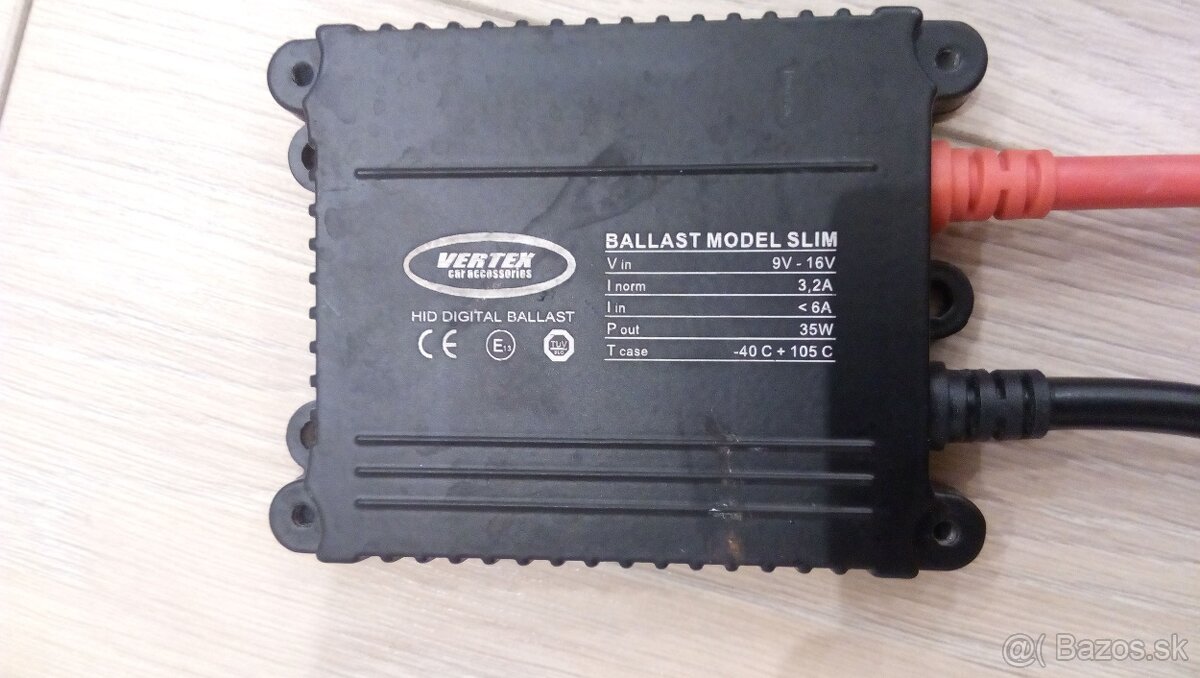 VERTEX
car accessories
HID DIGITAL BALLAST
CE E13 TUV
BALLAST MODEL SLIM
V in 9V - 16V
I norm 3,2A
I in < 6A
P out 35W
T case -40 C + 105 C
@( Bazos.sk